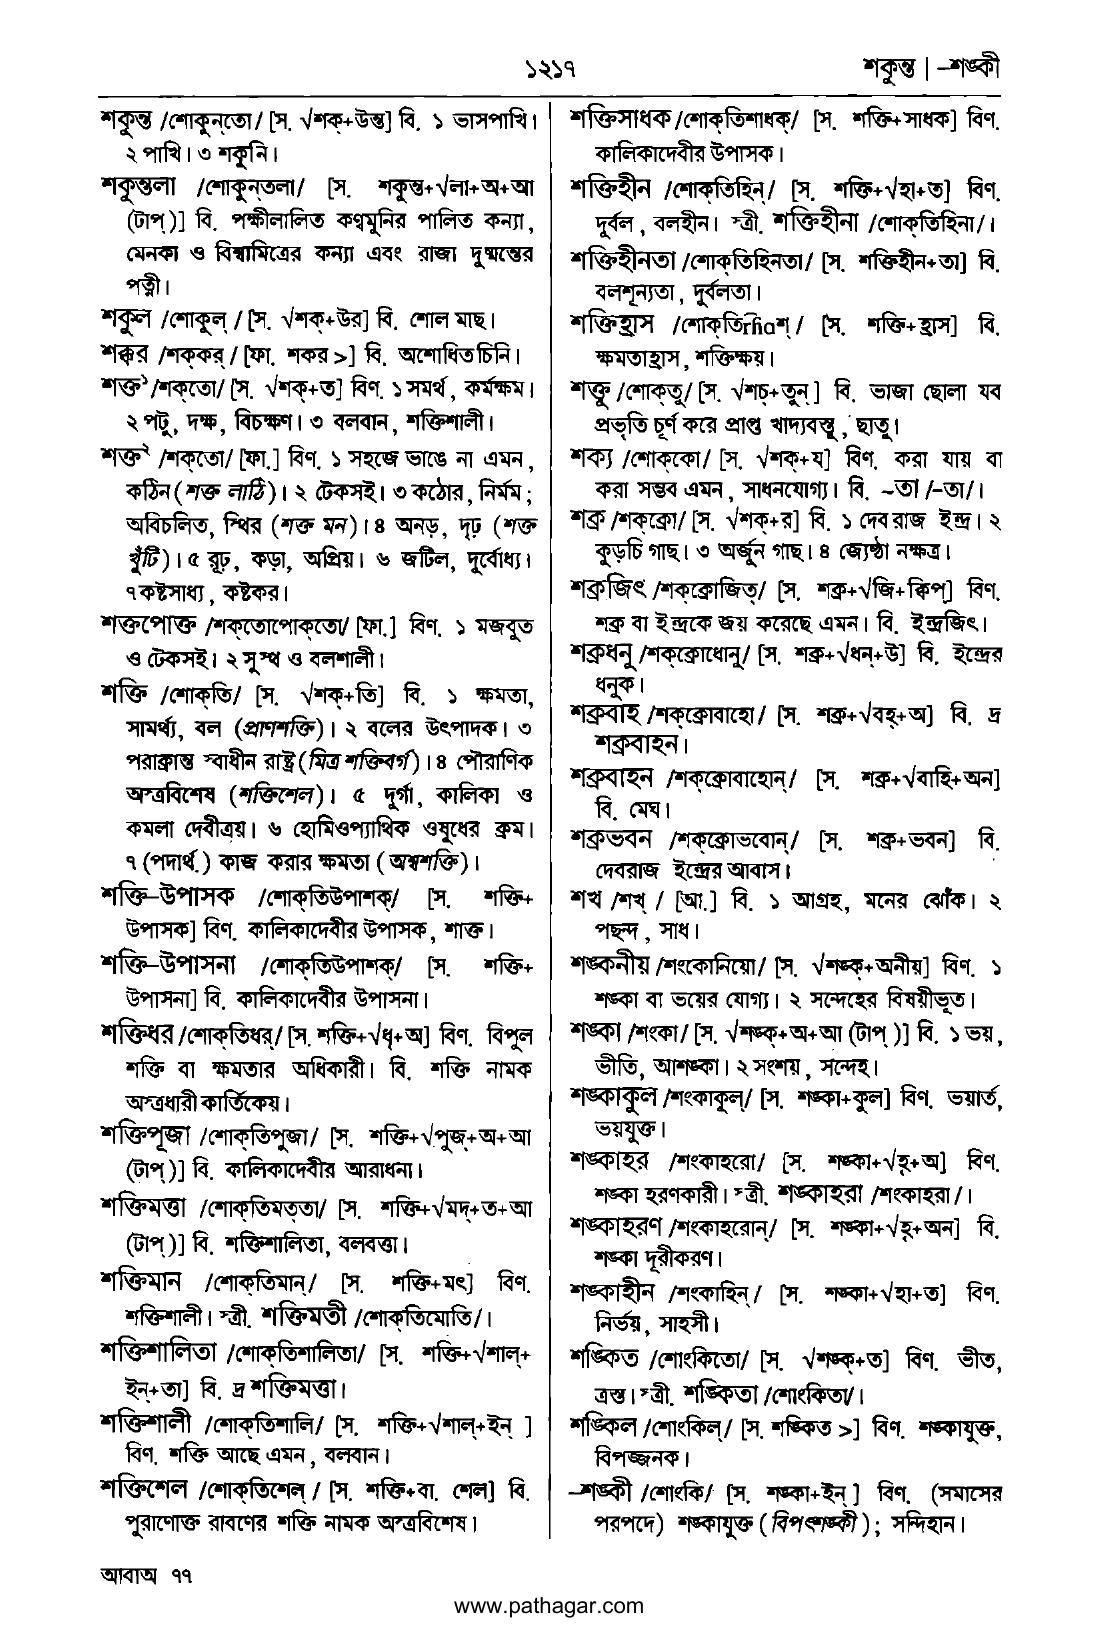 ১২১৭
শকুন্ত | –শঙ্কী
শকুন্ত /শোকুন্‌তো/ [স. √শক্‌+উন্ত] বি. ১ ভাসপাখি।
২ পাখি। ৩ শকুনি।
শকুন্তলা /শোকুন্‌তলা/ [স. শকুন্ত+√লা+অ+আ
(টাপ্‌)] বি. পক্ষীলালিত কণ্বমুনির পালিত কন্যা,
মেনকা ও বিশ্বামিত্রের কন্যা এবং রাজা দুষ্মন্তের
পত্নী।
শকুল /শোকুল্‌ / [স. √শক্‌+উর] বি. শোল মাছ।
শক্কর /শক্‌কর্‌ / [ফা. শকর >] বি. অশোধিত চিনি।
শক্ত১ /শক্‌তো/ [স. √শক্‌+ত] বিণ. ১ সমর্থ, কর্মক্ষম।
২ পটু, দক্ষ, বিচক্ষণ। ৩ বলবান, শক্তিশালী।
শক্ত২ /শক্‌তো/ [ফা.] বিণ. ১ সহজে ভাঙে না এমন,
কঠিন (শক্ত লাঠি)। ২ টেকসই। ৩ কঠোর, নির্মম;
অবিচলিত, স্থির (শক্ত মন)। ৪ অনড়, দৃঢ় (শক্ত
খুঁটি)। ৫ রূঢ়, কড়া, অপ্রিয়। ৬ জটিল, দুর্বোধ্য।
৭ কষ্টসাধ্য, কষ্টকর।
শক্তপোক্ত /শক্‌তোপোক্‌তো/ [ফা.] বিণ. ১ মজবুত
ও টেকসই। ২ সুস্থ ও বলশালী।
শক্তি /শোক্‌তি/ [স. √শক্‌+তি] বি. ১ ক্ষমতা,
সামর্থ্য, বল (প্রাণশক্তি)। ২ বলের উৎপাদক। ৩
পরাক্রান্ত স্বাধীন রাষ্ট্র (মিত্র শক্তিবর্গ)। ৪ পৌরাণিক
অস্ত্রবিশেষ (শক্তিশেল)। ৫ দুর্গা, কালিকা ও
কমলা দেবীত্রয়। ৬ হোমিওপ্যাথিক ওষুধের ক্রম।
৭ (পদার্থ.) কাজ করার ক্ষমতা (অশ্বশক্তি)।
শক্তি–উপাসক /শোক্‌তিউপাশক্‌/ [স. শক্তি+
উপাসক] বিণ. কালিকাদেবীর উপাসক, শাক্ত।
শক্তি–উপাসনা /শোক্‌তিউপাশক্‌/ [স. শক্তি+
উপাসনা] বি. কালিকাদেবীর উপাসনা।
শক্তিধর /শোক্‌তিধর্‌/ [স. শক্তি+√ধৃ+অ] বিণ. বিপুল
শক্তি বা ক্ষমতার অধিকারী। বি. শক্তি নামক
অস্ত্রধারী কার্তিকেয়।
শক্তিপূজা /শোক্‌তিপুজা/ [স. শক্তি+√পুজ্‌+অ+আ
(টাপ্‌)] বি. কালিকাদেবীর আরাধনা।
শক্তিমত্তা /শোক্‌তিমত্‌তা/ [স. শক্তি+√মদ্‌+ত+আ
(টাপ্‌)] বি. শক্তিশালিতা, বলবত্তা।
শক্তিমান /শোক্‌তিমান্‌/ [স. শক্তি+মৎ] বিণ.
শক্তিশালী। স্ত্রী. শক্তিমতী /শোক্‌তিমোতি/।
শক্তিশালিতা /শোক্‌তিশালিতা/ [স. শক্তি+√শাল্‌+
ইন্‌+তা] বি. দ্র শক্তিমত্তা।
শক্তিশালী /শোক্‌তিশালি/ [স. শক্তি+√শাল্‌+ইন্‌ ]
বিণ. শক্তি আছে এমন, বলবান।
শক্তিশেল /শোক্‌তিশেল্‌ / [স. শক্তি+বা. শেল] বি.
পুরাণোক্ত রাবণের শক্তি নামক অস্ত্রবিশেষ।
শক্তিসাধক /শোক্‌তিশাধক্‌/ [স. শক্তি+সাধক] বিণ.
কালিকাদেবীর উপাসক।
শক্তিহীন /শোক্‌তিহিন্‌/ [স. শক্তি+√হা+ত] বিণ.
দুর্বল, বলহীন। স্ত্রী. শক্তিহীনা /শোক্‌তিহিনা/।
শক্তিহীনতা /শোক্‌তিহিনতা/ [স. শক্তিহীন+তা] বি.
বলশূন্যতা, দুর্বলতা।
শক্তিহ্রাস /শোক্‌তিrh̃aশ্‌ / [স. শক্তি+হ্রাস] বি.
ক্ষমতাহ্রাস, শক্তিক্ষয়।
শক্তু /শোক্‌তু/ [স. √শচ্‌+তুন্‌ ] বি. ভাজা ছোলা যব
প্রভৃতি চূর্ণ করে প্রাপ্ত খাদ্যবস্তু, ছাতু।
শক্য /শোক্‌কো/ [স. √শক্‌+য] বিণ. করা যায় বা
করা সম্ভব এমন, সাধনযোগ্য। বি. ~তা /–তা/।
শক্র /শক্‌ক্রো/ [স. √শক্‌+র] বি. ১ দেবরাজ ইন্দ্র। ২
কুড়চি গাছ। ৩ অর্জুন গাছ। ৪ জ্যেষ্ঠা নক্ষত্র।
শক্রজিৎ /শক্‌ক্রোজিত্‌/ [স. শক্র+√জি+ক্বিপ্‌] বিণ.
শক্র বা ইন্দ্রকে জয় করেছে এমন। বি. ইন্দ্রজিৎ।
শক্রধনু /শক্‌ক্রোধোনু/ [স. শক্র+√ধন্‌+উ] বি. ইন্দ্রের
ধনুক।
শক্রবাহ /শক্‌ক্রোবাহো/ [স. শক্র+√বহ্‌+অ] বি. দ্র
শক্রবাহন।
শক্রবাহন /শক্‌ক্রোবাহোন্‌/ [স. শক্র+√বাহি+অন]
বি. মেঘ।
শক্রভবন /শক্‌ক্রোভবোন্‌/ [স. শক্র+ভবন] বি.
দেবরাজ ইন্দ্রের আবাস।
শখ /শখ্‌ / [আ.] বি. ১ আগ্রহ, মনের ঝোঁক। ২
পছন্দ, সাধ।
শঙ্কনীয় /শংকোনিয়ো/ [স. √শঙ্ক্‌+অনীয়] বিণ. ১
শঙ্কা বা ভয়ের যোগ্য। ২ সন্দেহের বিষয়ীভূত।
শঙ্কা /শংকা/ [স. √শঙ্ক্‌+অ+আ (টাপ্‌ )] বি. ১ ভয়,
ভীতি, আশঙ্কা। ২ সংশয়, সন্দেহ।
শঙ্কাকুল /শংকাকুল্‌/ [স. শঙ্কা+কুল] বিণ. ভয়ার্ত,
ভয়যুক্ত।
শঙ্কাহর /শংকাহরো/ [স. শঙ্কা+√হৃ+অ] বিণ.
শঙ্কা হরণকারী। স্ত্রী. শঙ্কাহরা /শংকাহরা/।
শঙ্কাহরণ /শংকাহরোন্‌/ [স. শঙ্কা+√হৃ+অন] বি.
শঙ্কা দূরীকরণ।
শঙ্কাহীন /শংকাহিন্‌/ [স. শঙ্কা+√হা+ত] বিণ.
নির্ভয়, সাহসী।
শঙ্কিত /শোংকিতো/ [স. √শঙ্ক্‌+ত] বিণ. ভীত,
ত্রস্ত। স্ত্রী. শঙ্কিতা /শোংকিতা/।
শঙ্কিল /শোংকিল্‌/ [স. শঙ্কিত >] বিণ. শঙ্কাযুক্ত,
বিপজ্জনক।
–শঙ্কী /শোংকি/ [স. শঙ্কা+ইন্‌ ] বিণ. (সমাসের
পরপদে) শঙ্কাযুক্ত (বিপৎশঙ্কী); সন্দিহান।
আবাঅ ৭৭
www.pathagar.com